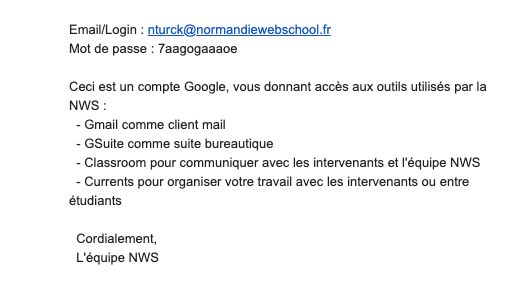 Email/Login : nturck@normandiewebschool.fr
Mot de passe : 7aagogaaaoe
Ceci est un compte Google, vous donnant accès aux outils utilisés par la
NWS :
- Gmail comme client mail
- GSuite comme suite bureautique
- Classroom pour communiquer avec les intervenants et l'équipe NWS
- Currents pour organiser votre travail avec les intervenants ou entre
étudiants
Cordialement,
L'équipe NWS